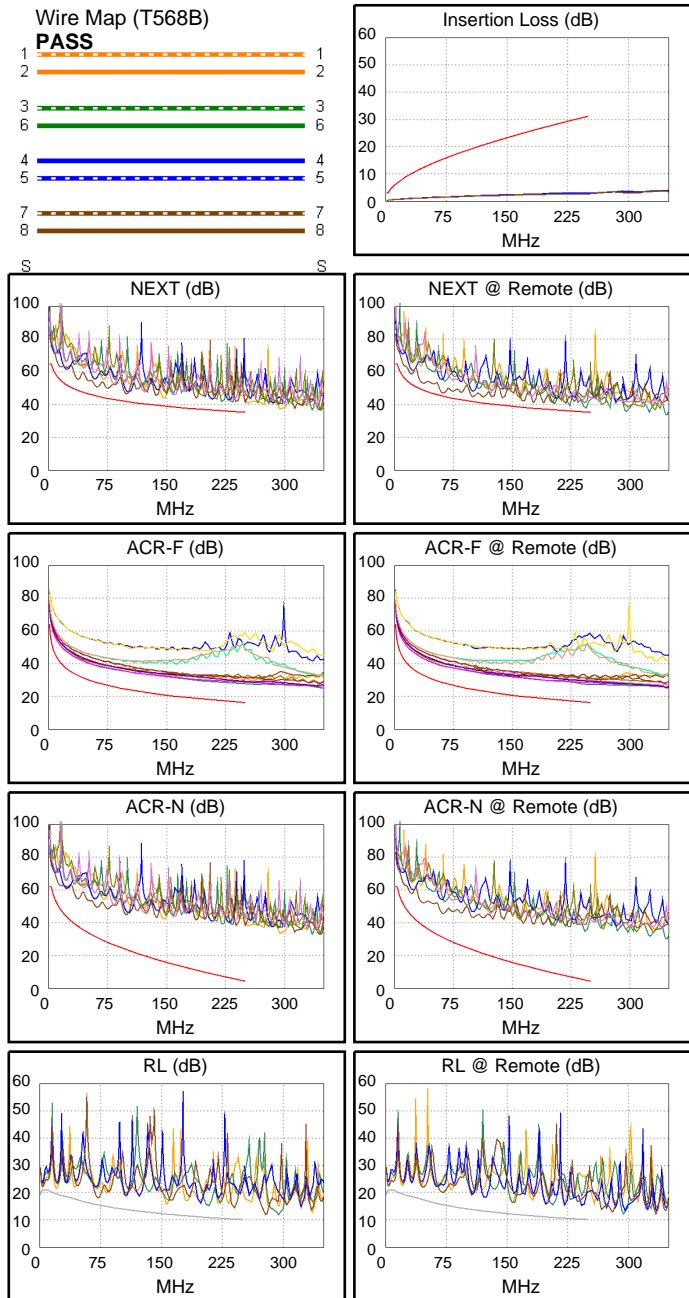 Wire Map (T568B)
PASS
1 1
2 2
3 3
6 6
4 4
5 5
7 7
8 8
S S
Insertion Loss (dB)
60
50
40
30
20
10
0
0 75 150 225 300
MHz
NEXT (dB)
100
80
60
40
20
0
0 75 150 225 300
MHz
NEXT @ Remote (dB)
100
80
60
40
20
0
0 75 150 225 300
MHz
ACR-F (dB)
100
80
60
40
20
0
0 75 150 225 300
MHz
ACR-F @ Remote (dB)
100
80
60
40
20
0
0 75 150 225 300
MHz
ACR-N (dB)
100
80
60
40
20
0
0 75 150 225 300
MHz
ACR-N @ Remote (dB)
100
80
60
40
20
0
0 75 150 225 300
MHz
RL (dB)
60
50
40
30
20
10
0
0 75 150 225 300
MHz
RL @ Remote (dB)
60
50
40
30
20
10
0
0 75 150 225 300
MHz